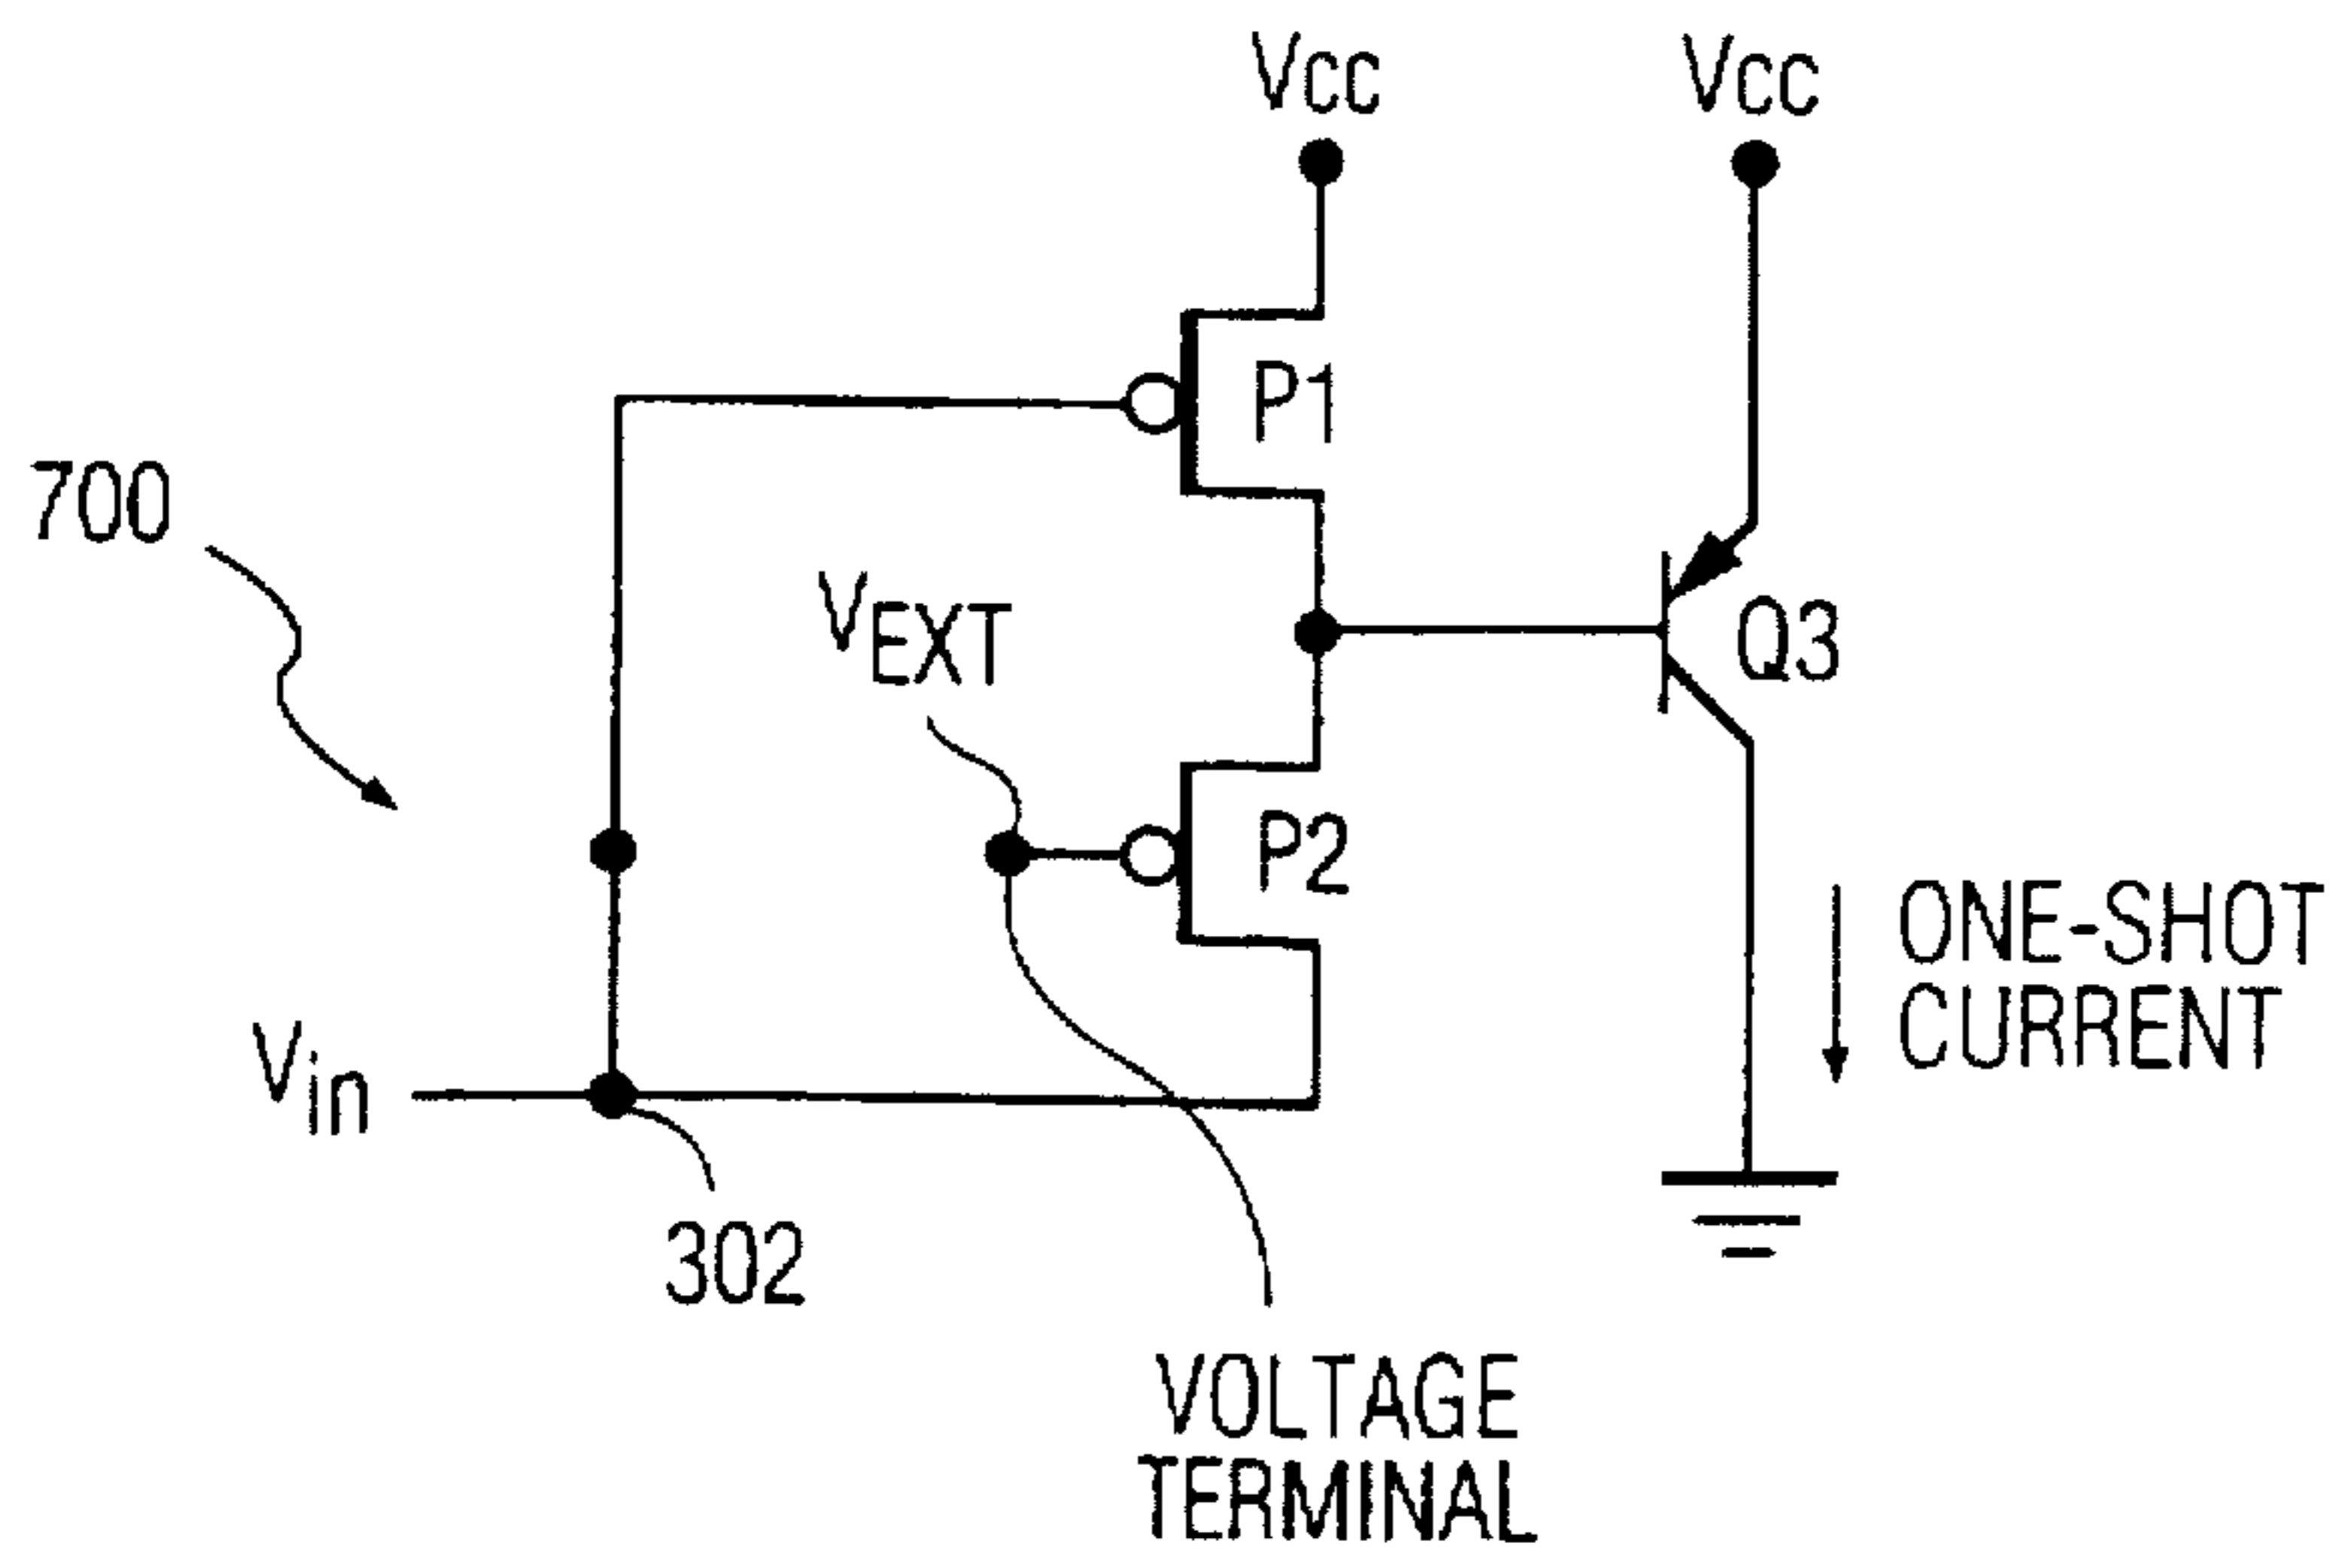 Vcc
Vcc
P1
700
VEXT
Q3
P2
ONE-SHOT
CURRENT
Vin
302
VOLTAGE
TERMINAL